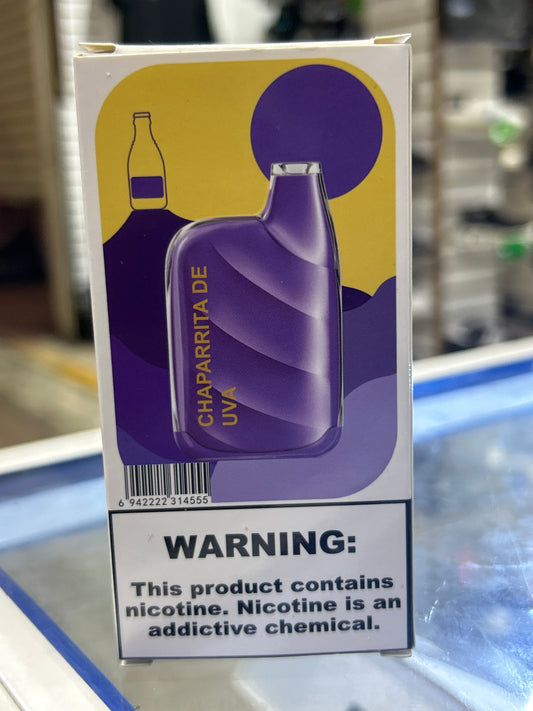 CHAPARRITA DE
UVA
6 942222 314555
WARNING:
This product contains
nicotine. Nicotine is an
addictive chemical.